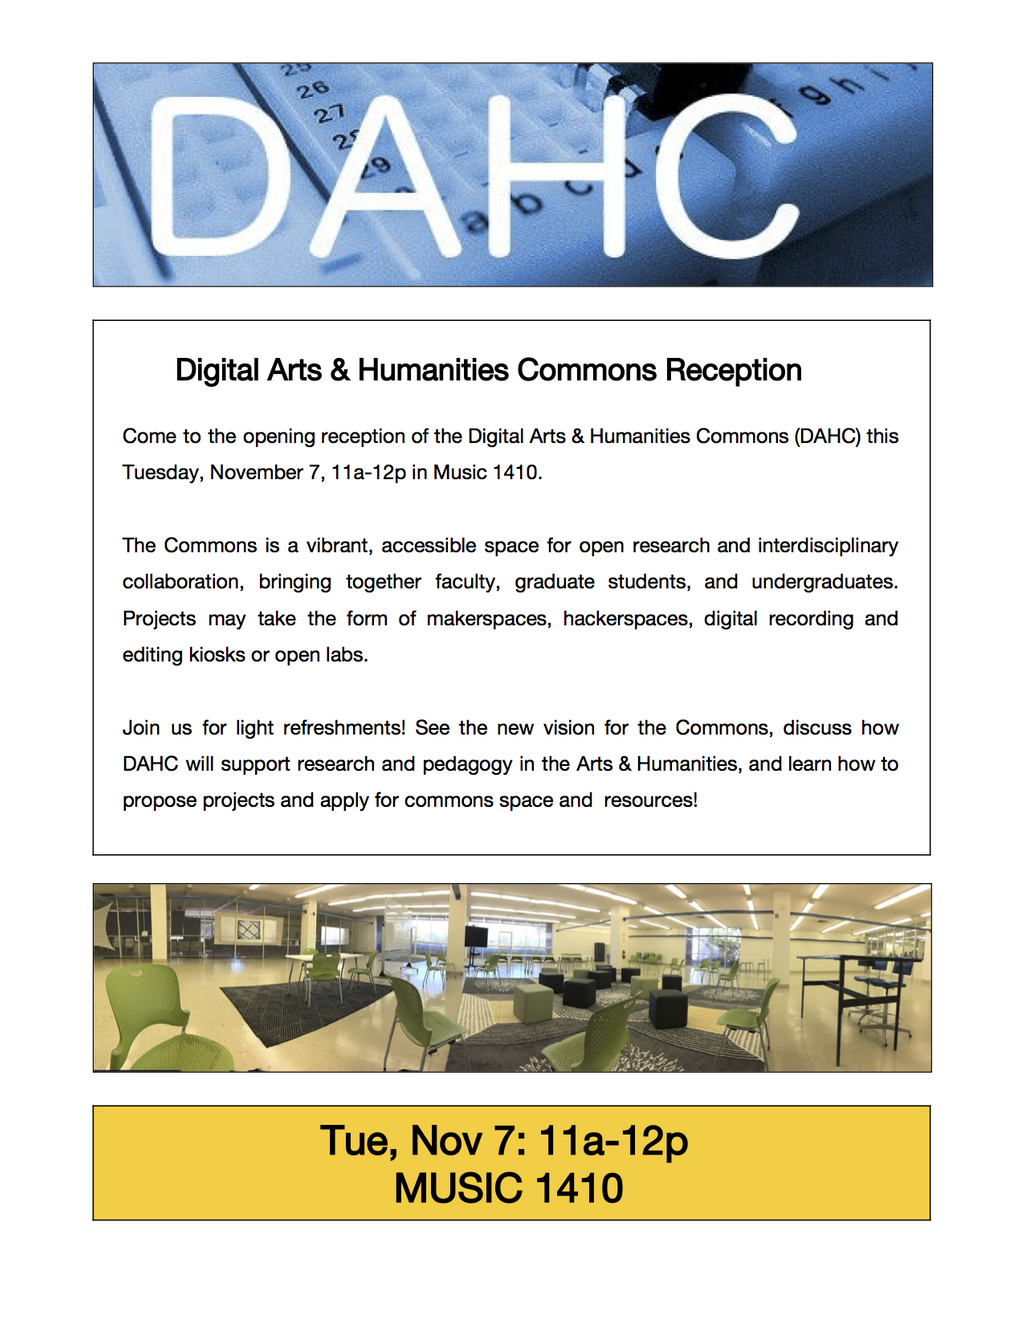 25
26
27
28
29
a b c d
g h i
DAHC
Digital Arts & Humanities Commons Reception
Come to the opening reception of the Digital Arts & Humanities Commons (DAHC) this
Tuesday, November 7, 11a-12p in Music 1410.
The Commons is a vibrant, accessible space for open research and interdisciplinary
collaboration, bringing together faculty, graduate students, and undergraduates.
Projects may take the form of makerspaces, hackerspaces, digital recording and
editing kiosks or open labs.
Join us for light refreshments! See the new vision for the Commons, discuss how
DAHC will support research and pedagogy in the Arts & Humanities, and learn how to
propose projects and apply for commons space and  resources!
Tue, Nov 7: 11a-12p
MUSIC 1410